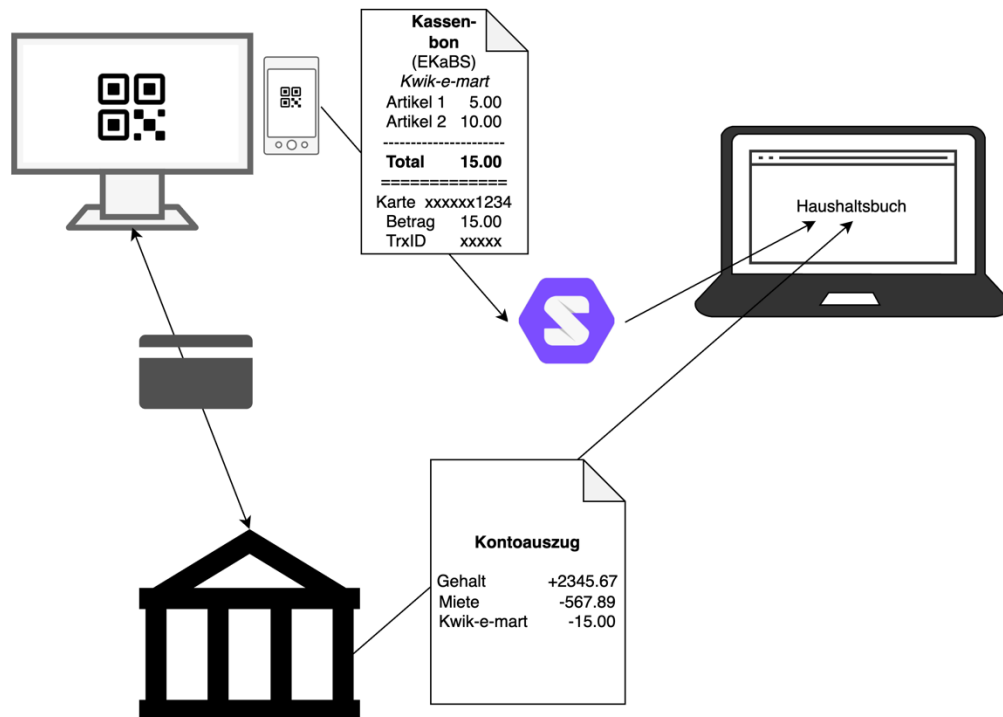 Kassen-
bon
(EKaBS)
Kwik-e-mart
Artikel 1 5.00
Artikel 2 10.00
-----------------------
Total 15.00
==============
Karte xxxxxx1234
Betrag 15.00
TrxID xxxxx
Haushaltsbuch
Kontoauszug
Gehalt +2345.67
Miete -567.89
Kwik-e-mart -15.00